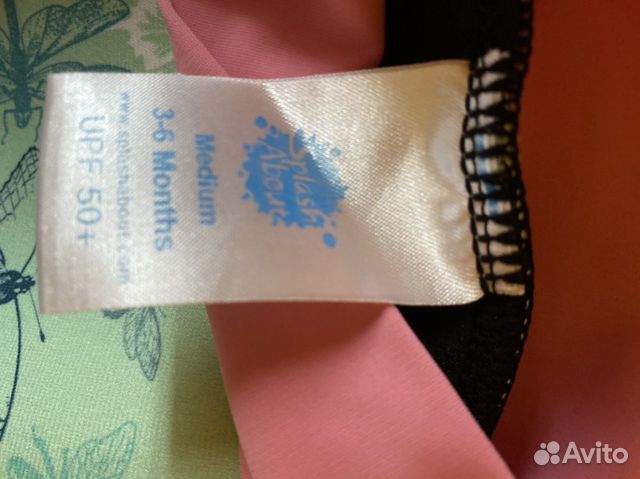 Splash
About
Medium
3-6 Months
www.splashabout.com
UPF 50+
Avito